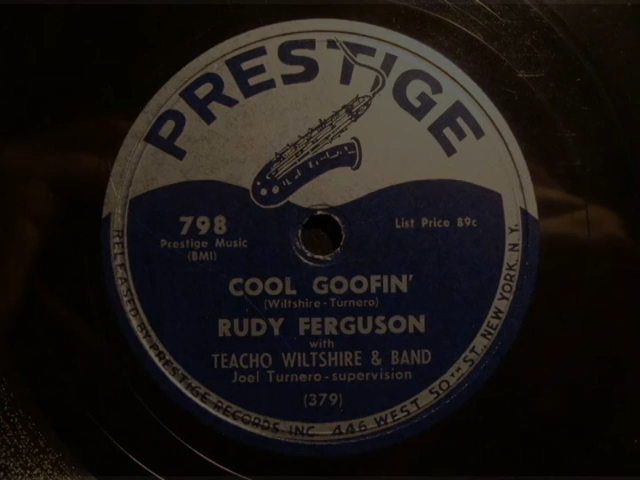 PRESTIGE
798
Prestige Music
(BMI)
List Price 89c
COOL GOOFIN'
(Wiltshire - Turnero)
RUDY FERGUSON
with
TEACHO WILTSHIRE & BAND
Joel Turnero - supervision
(379)
RELEASED BY PRESTIGE RECORDS INC. 446 WEST 50TH ST. NEW YORK, N.Y.